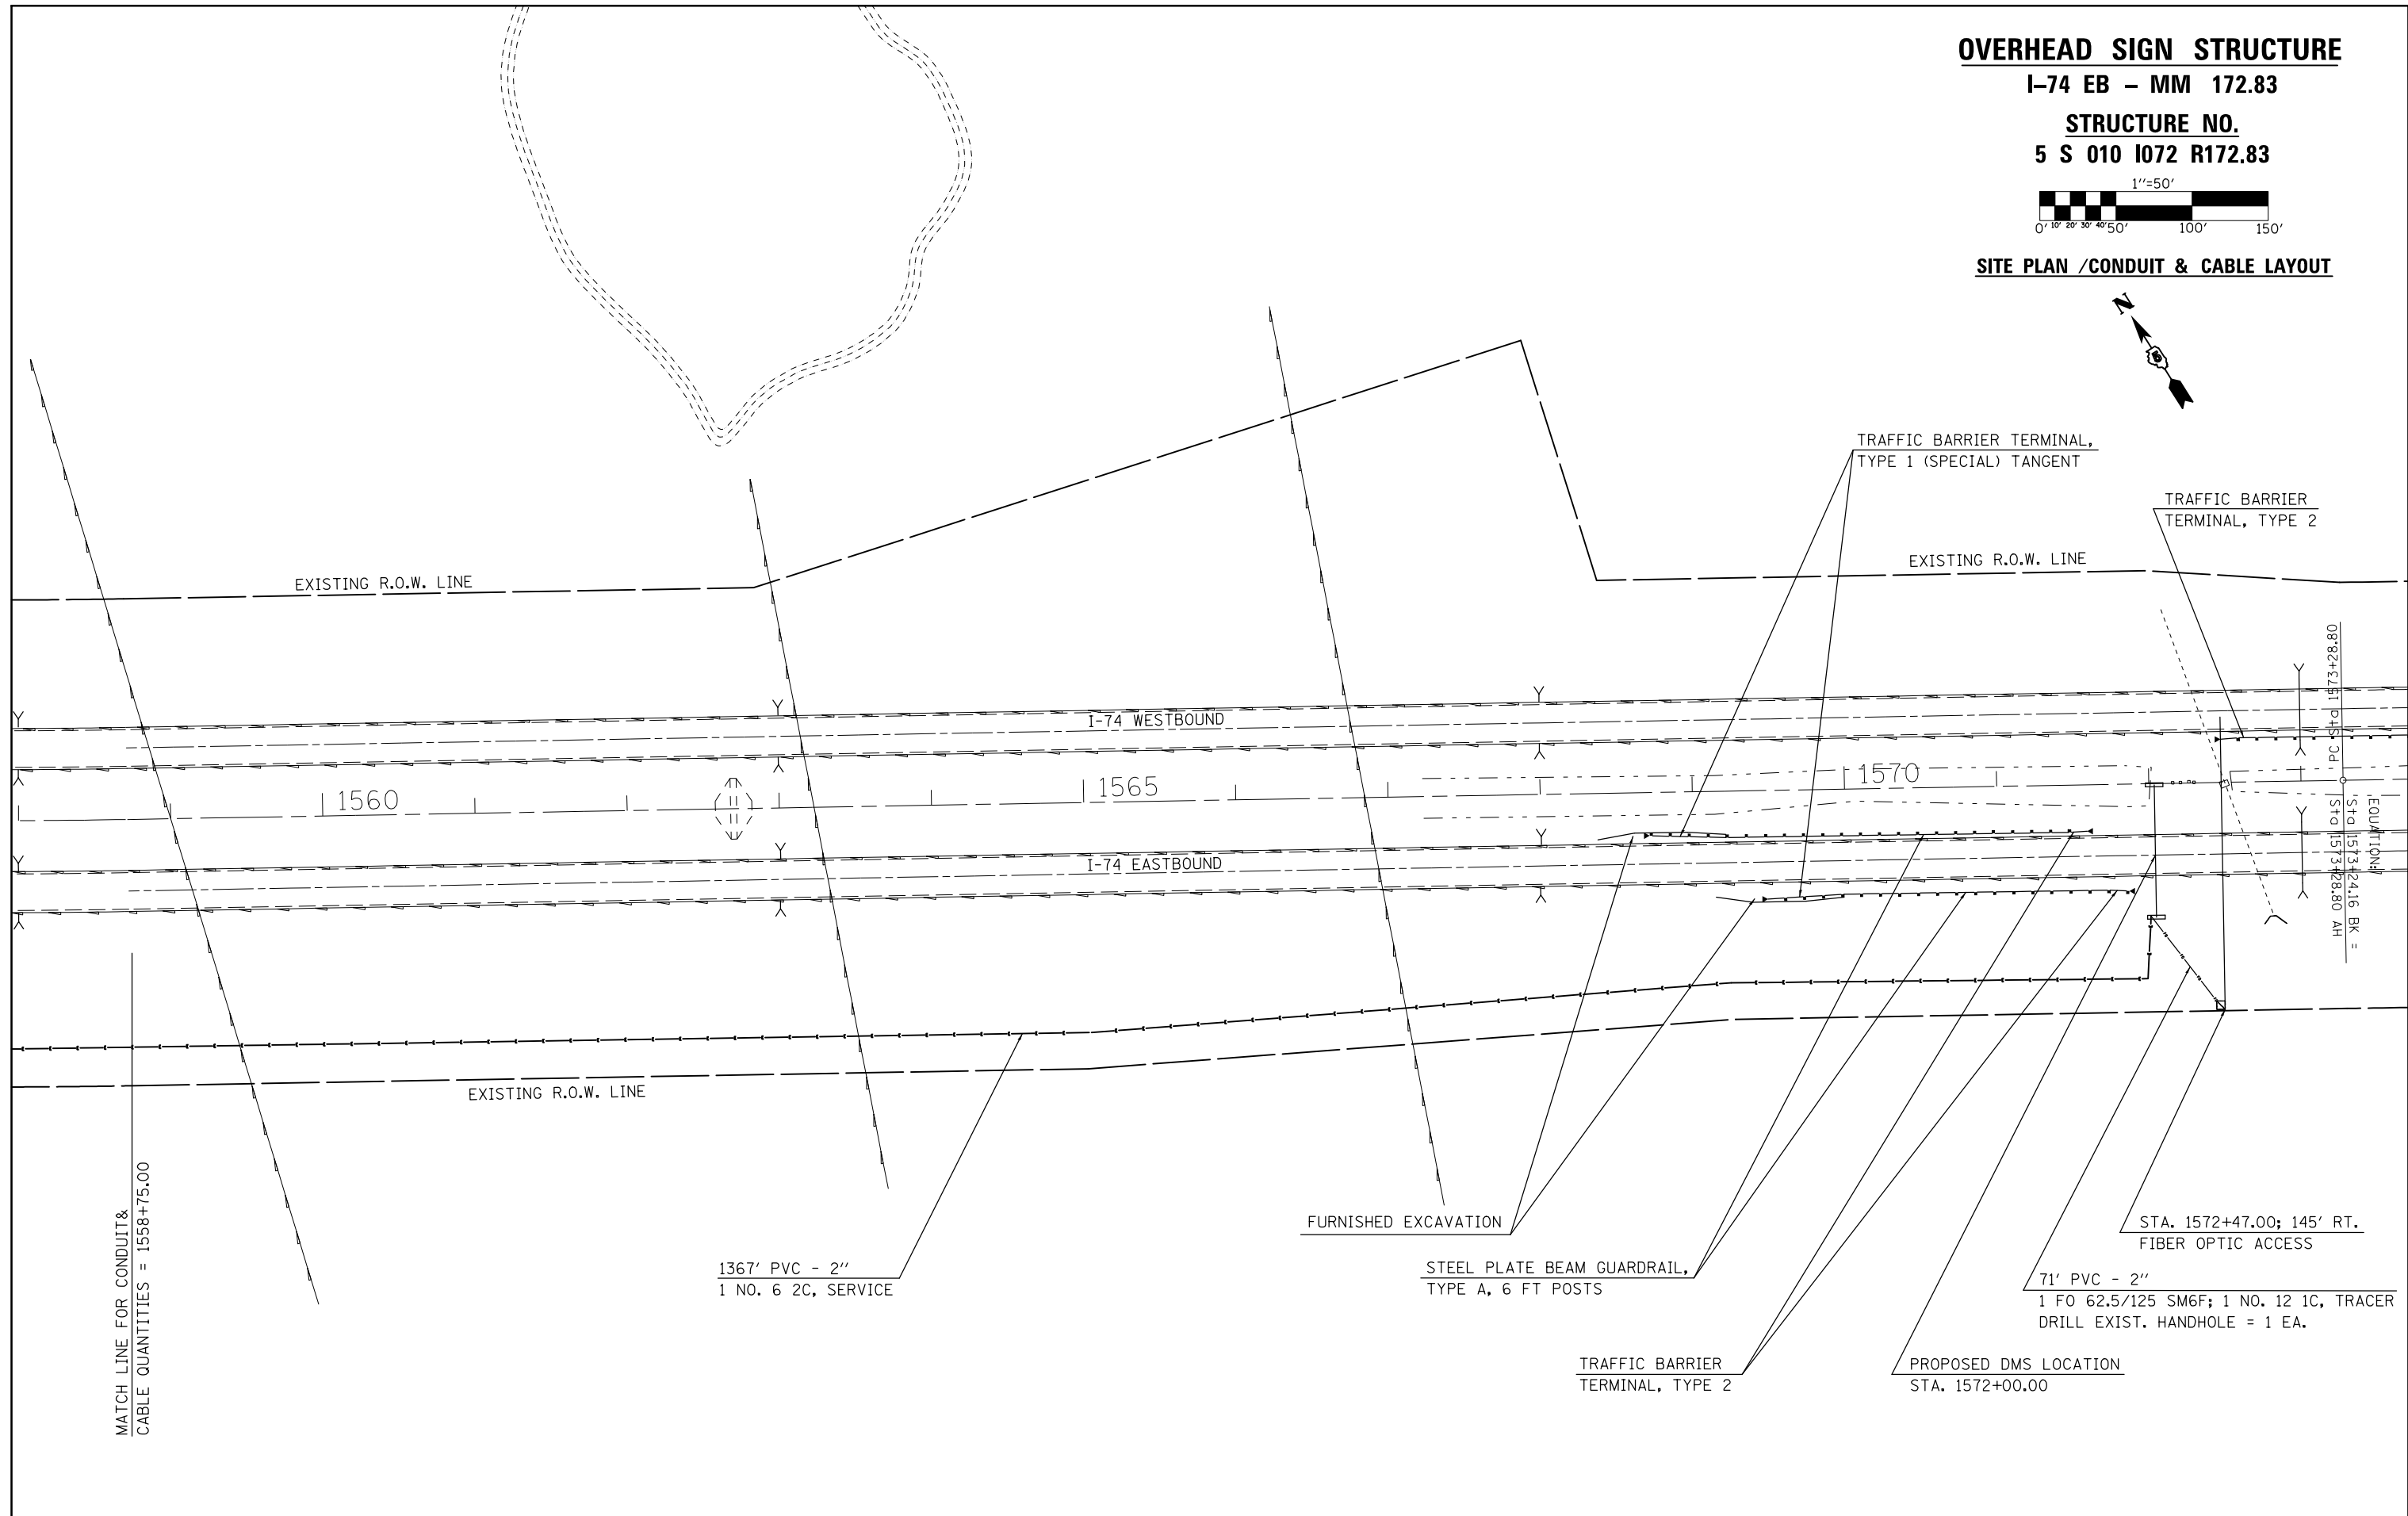 OVERHEAD SIGN STRUCTURE
I-74 EB - MM 172.83
STRUCTURE NO.
5 S 010 I072 R172.83
1''=50'
0' 10' 20' 30' 40' 50' 100' 150'
SITE PLAN /CONDUIT & CABLE LAYOUT
N
5
TRAFFIC BARRIER TERMINAL,
TYPE 1 (SPECIAL) TANGENT
TRAFFIC BARRIER
TERMINAL, TYPE 2
EXISTING R.O.W. LINE
EXISTING R.O.W. LINE
PC Sta 1573+28.80
I-74 WESTBOUND
1560
1565
1570
EQUATION:
Sta 1573+24.16 BK =
Sta 1573+28.80 AH
I-74 EASTBOUND
EXISTING R.O.W. LINE
MATCH LINE FOR CONDUIT&
CABLE QUANTITIES = 1558+75.00
1367' PVC - 2''
1 NO. 6 2C, SERVICE
FURNISHED EXCAVATION
STEEL PLATE BEAM GUARDRAIL,
TYPE A, 6 FT POSTS
TRAFFIC BARRIER
TERMINAL, TYPE 2
PROPOSED DMS LOCATION
STA. 1572+00.00
71' PVC - 2''
1 FO 62.5/125 SM6F; 1 NO. 12 1C, TRACER
DRILL EXIST. HANDHOLE = 1 EA.
STA. 1572+47.00; 145' RT.
FIBER OPTIC ACCESS